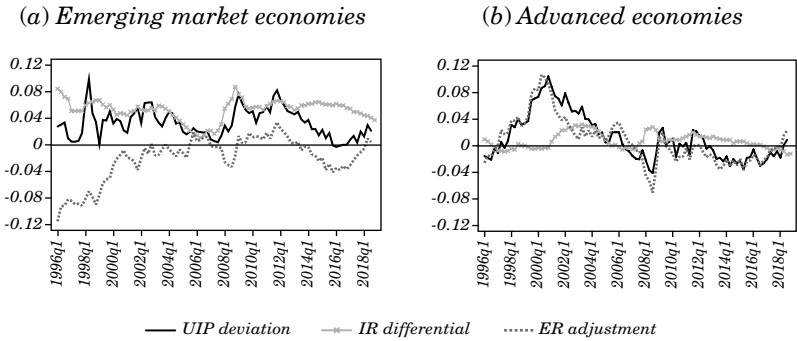 (a) Emerging market economies
0.12
0.08
0.04
0
-0.04
-0.08
-0.12
1996q1 1998q1 2000q1 2002q1 2004q1 2006q1 2008q1 2010q1 2012q1 2014q1 2016q1 2018q1
(b) Advanced economies
0.12
0.08
0.04
0
-0.04
-0.08
-0.12
1996q1 1998q1 2000q1 2002q1 2004q1 2006q1 2008q1 2010q1 2012q1 2014q1 2016q1 2018q1
UIP deviation IR differential ER adjustment